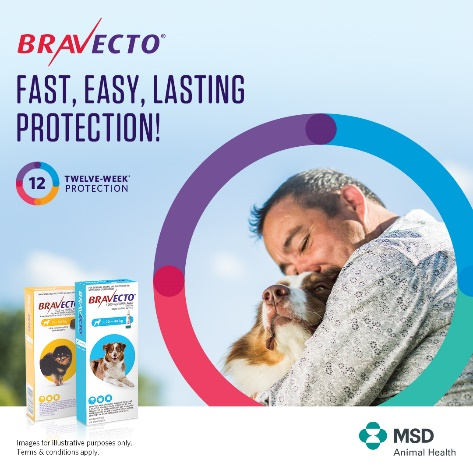 BRAVECTO®
FAST, EASY, LASTING
PROTECTION!
12
TWELVE-WEEK*
PROTECTION
BRAVECTO
BRAVECTO
MSD
Animal Health
Images for illustrative purposes only.
Terms & conditions apply.